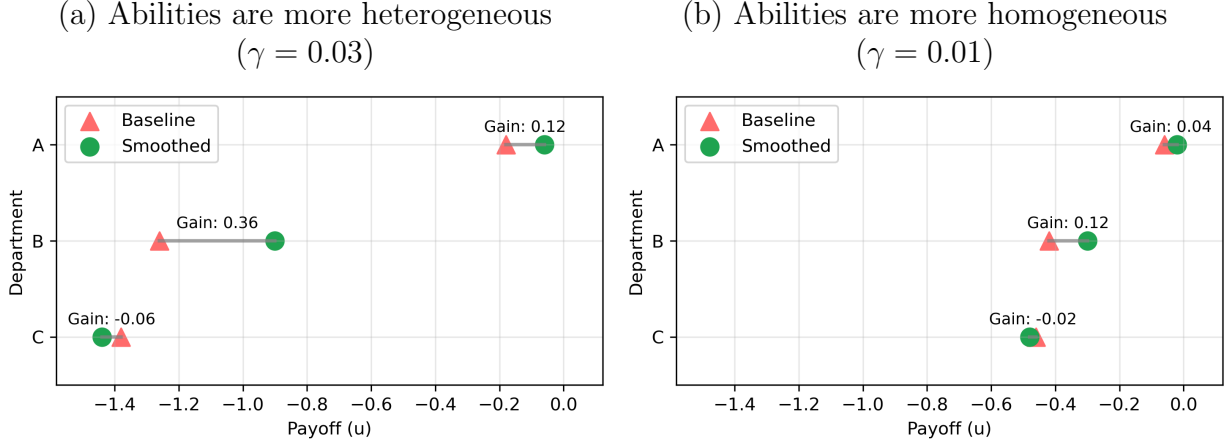 (a) Abilities are more heterogeneous
(γ = 0.03)
Baseline
Smoothed
Gain: 0.12
Gain: 0.36
Gain: -0.06
A
B
C
Department
−1.4 −1.2 −1.0 −0.8 −0.6 −0.4 −0.2 0.0
Payoff (u)
(b) Abilities are more homogeneous
(γ = 0.01)
Baseline
Smoothed
Gain: 0.04
Gain: 0.12
Gain: -0.02
A
B
C
Department
−1.4 −1.2 −1.0 −0.8 −0.6 −0.4 −0.2 0.0
Payoff (u)